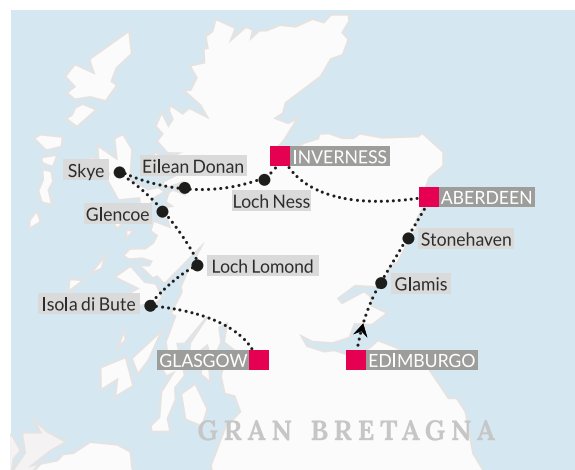 INVERNESS
Eilean Donan
Skye
ABERDEEN
Loch Ness
Glencoe
Stonehaven
Loch Lomond
Glamis
Isola di Bute
GLASGOW
EDIMBURGO
GRAN BRETAGNA